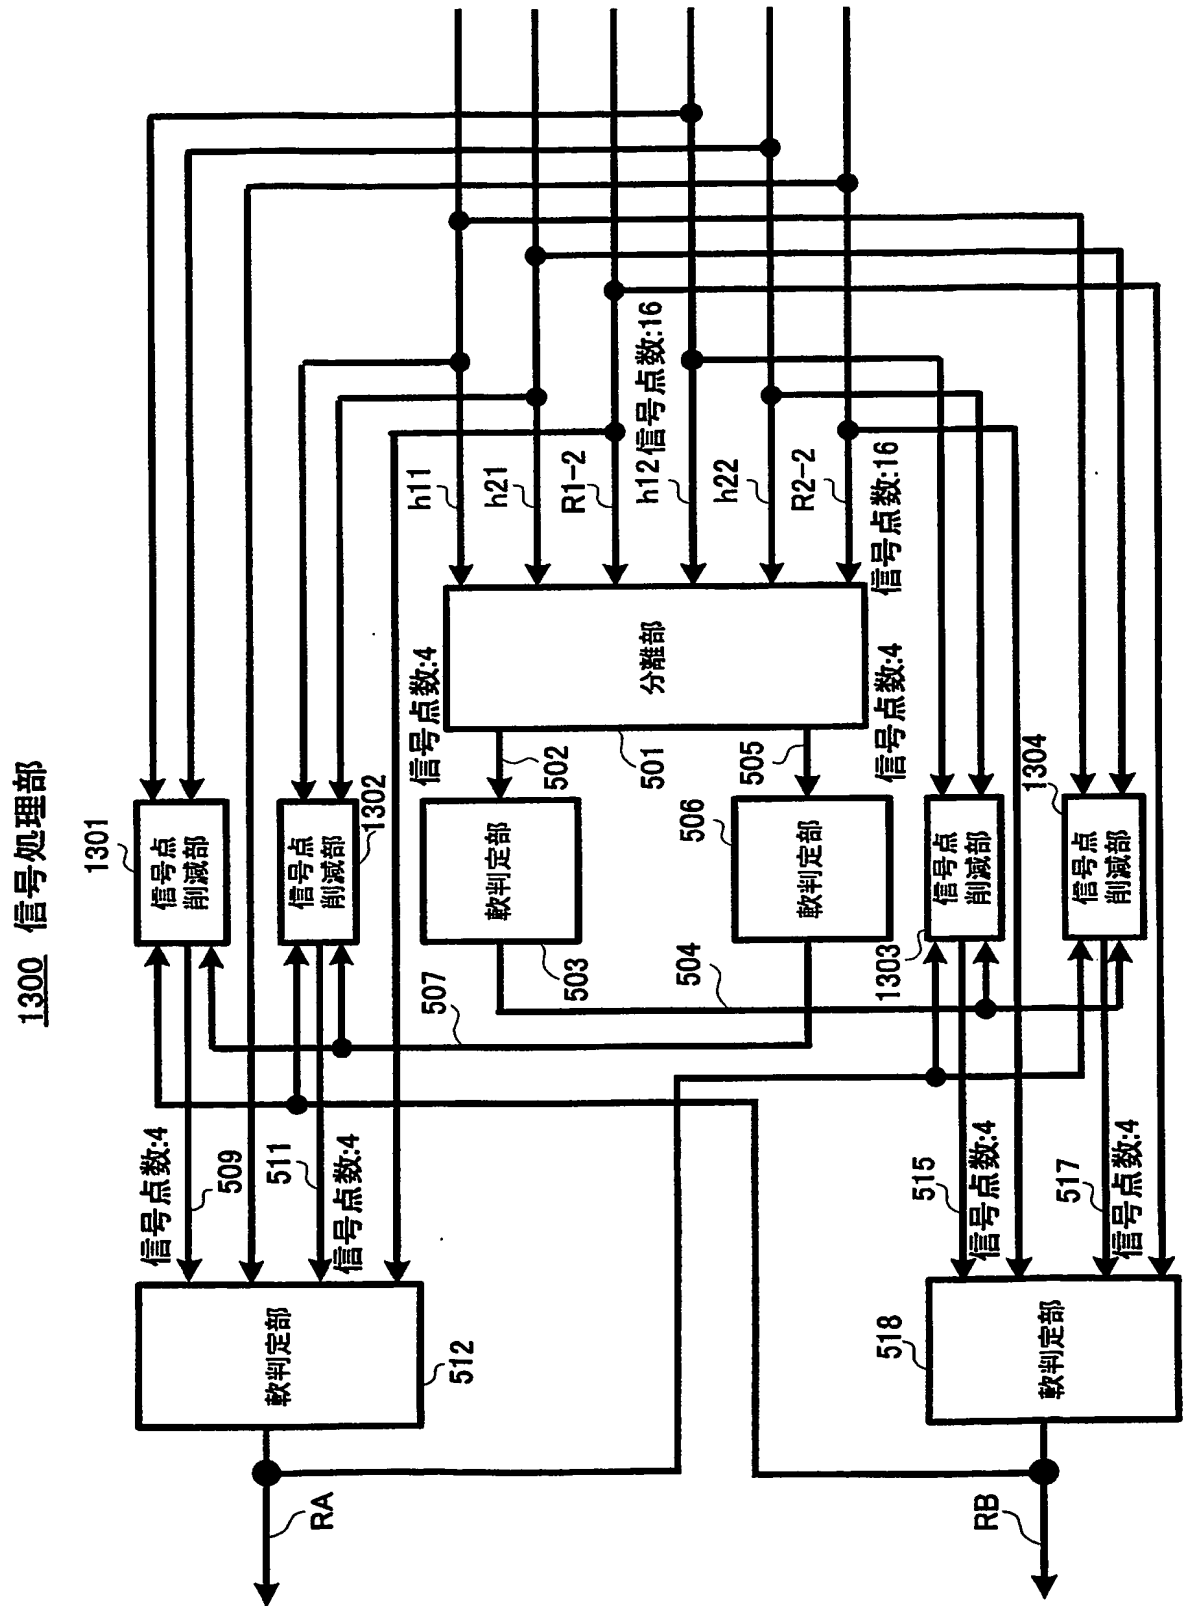 1300 信号処理部
1301
信号点
削減部
信号点
削減部
1302
信号点数:4
502
501
505
信号点数:4
分離部
h11
h21
R1-2
信号点数:16
h12
h22
R2-2
信号点数:16
軟判定部
503
506
軟判定部
507
504
1303
信号点
削減部
1304
信号点
削減部
信号点数:4
509
511
信号点数:4
515
信号点数:4
517
信号点数:4
軟判定部
512
518
軟判定部
RA
RB